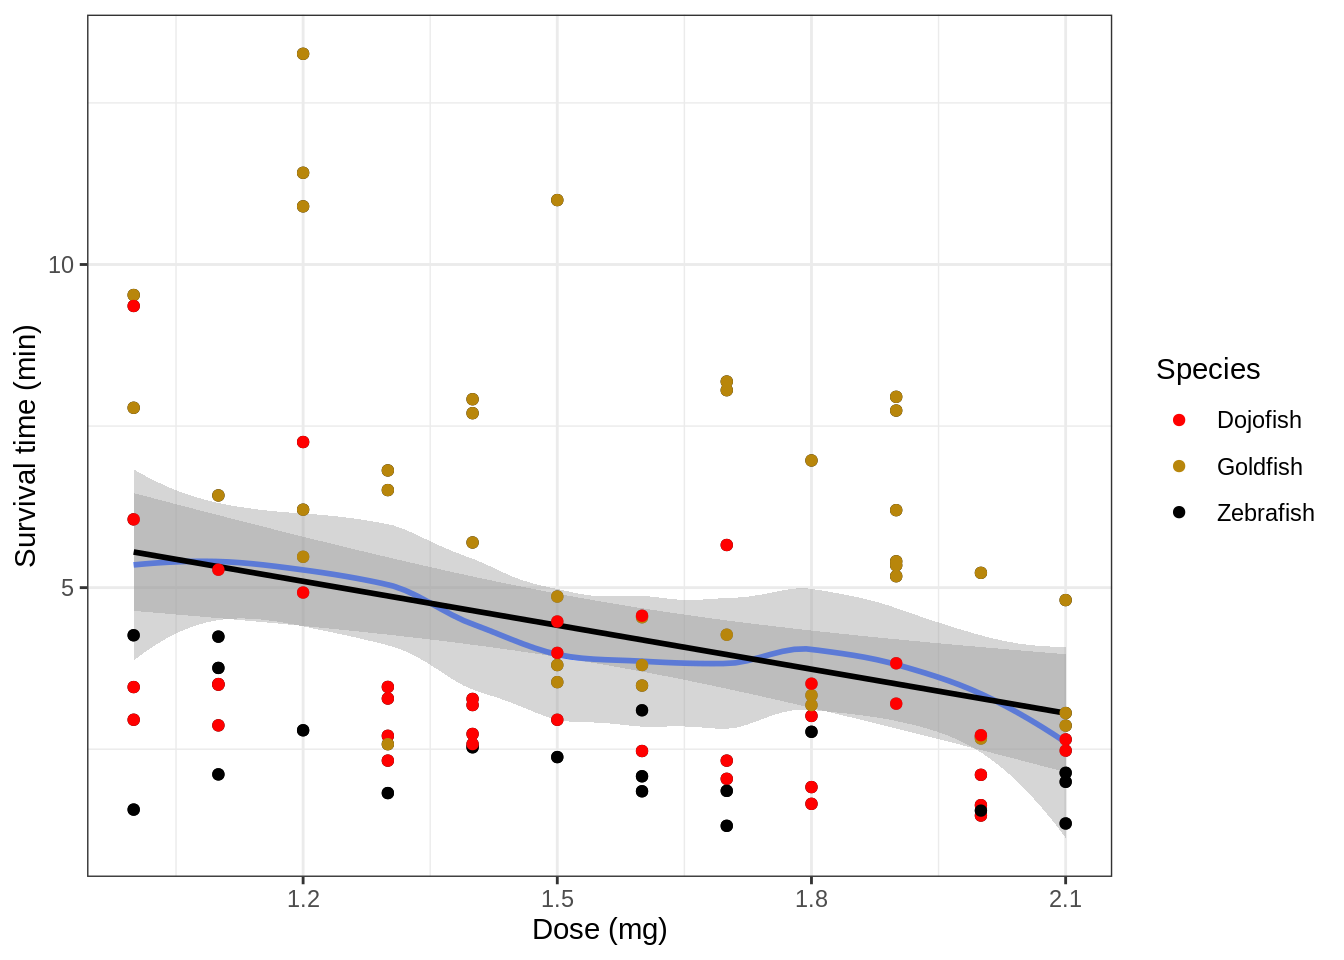 10
5
Survival time (min)
1.2
1.5
1.8
2.1
Dose (mg)
Species
Dojofish
Goldfish
Zebrafish